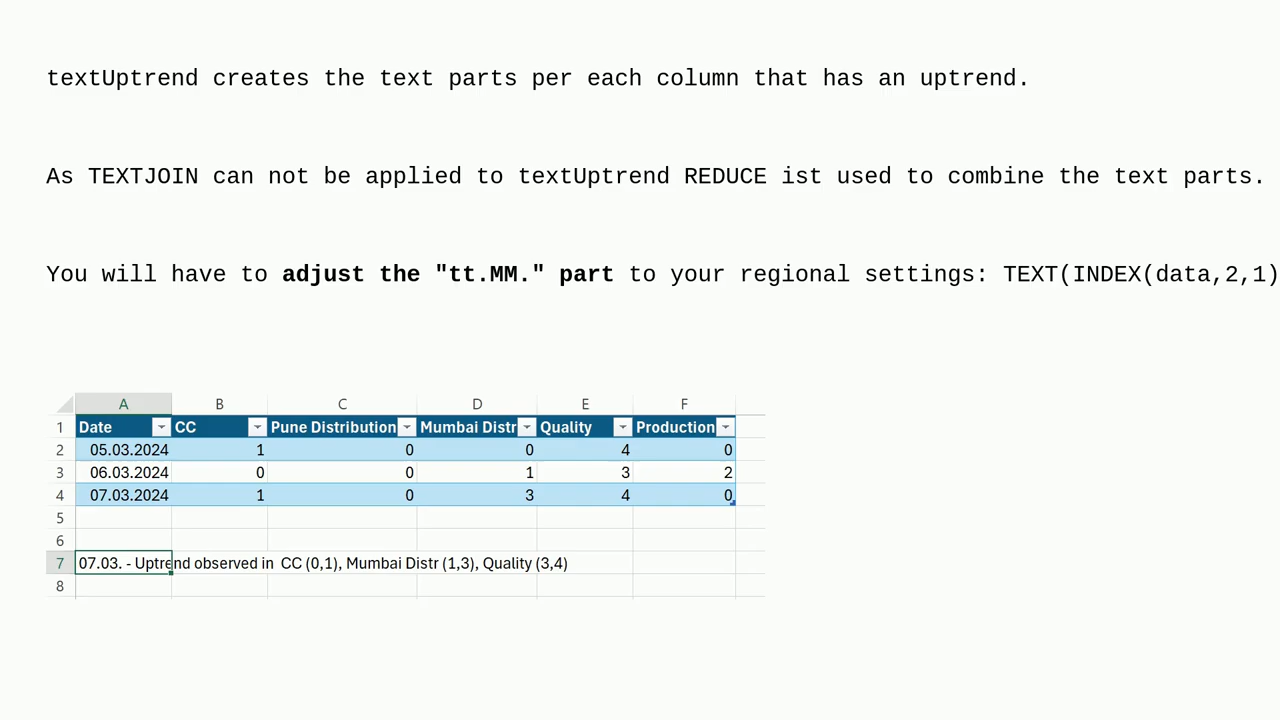 textUptrend creates the text parts per each column that has an uptrend.
As TEXTJOIN can not be applied to textUptrend REDUCE ist used to combine the text parts.
You will have to adjust the "tt.MM." part to your regional settings: TEXT(INDEX(data,2,1)
A B C D E F
1 Date CC Pune Distribution Mumbai Distr Quality Production
2 05.03.2024 1 0 0 4 0
3 06.03.2024 0 0 1 3 2
4 07.03.2024 1 0 3 4 0
5
6
7 07.03. - Uptrend observed in  CC (0,1), Mumbai Distr (1,3), Quality (3,4)
8